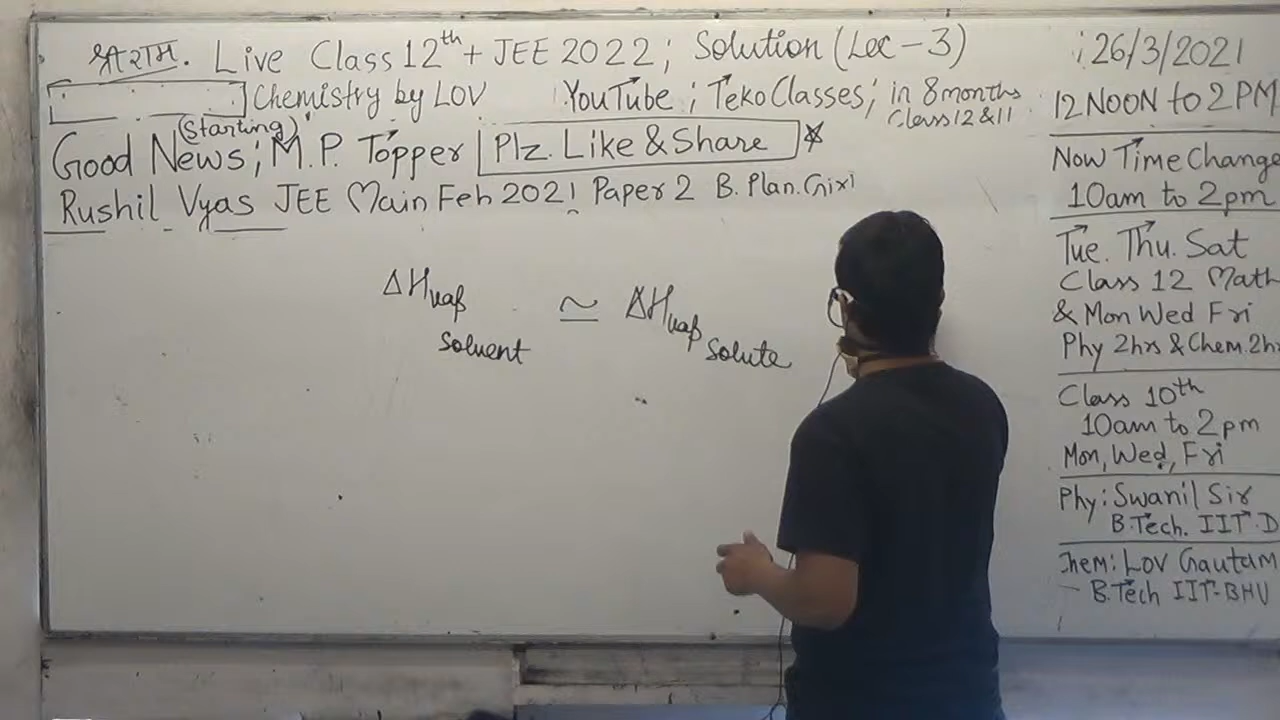 श्री राम. Live Class 12th + JEE 2022; Solution (Lec - 3)
Chemistry by LOV YouTube; TekoClasses; in 8 months
Class 12 & 11
(Starting)
Good News; M.P. Topper Plz. Like & Share
Rushil Vyas JEE Main Feb 2021 Paper 2 B. Plan.
ΔHvap solvent ≃ ΔHvap solute
26/3/2021
12 NOON to 2 PM
Now Time Change
10am to 2pm
Tue. Thu. Sat
Class 12 Math
& Mon Wed Fri
Phy 2hrs & Chem. 2hr
Class 10th
10am to 2pm
Mon, Wed, Fri
Phy: Swanil Sir
B.Tech. IIT-D
Chem: Lov Gautam
B.Tech IIT-BHU